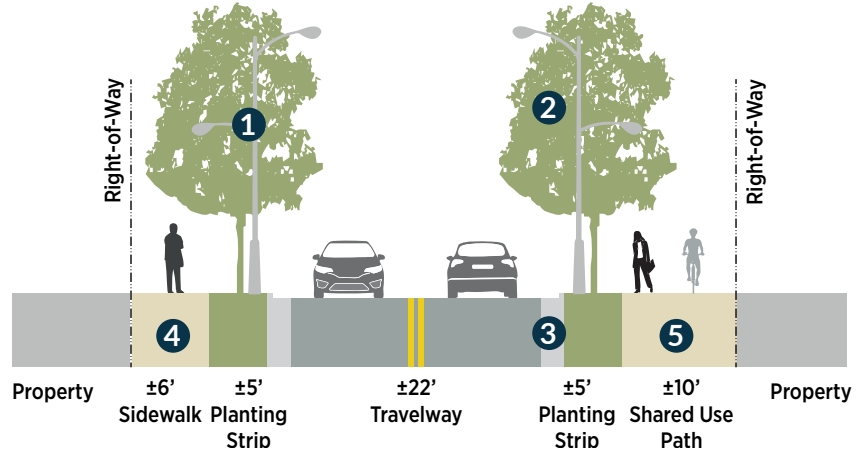 Right-of-Way
Right-of-Way
1
2
3
4
5
Property
±6’
Sidewalk
±5’
Planting
Strip
±22’
Travelway
±5’
Planting
Strip
±10’
Shared Use
Path
Property